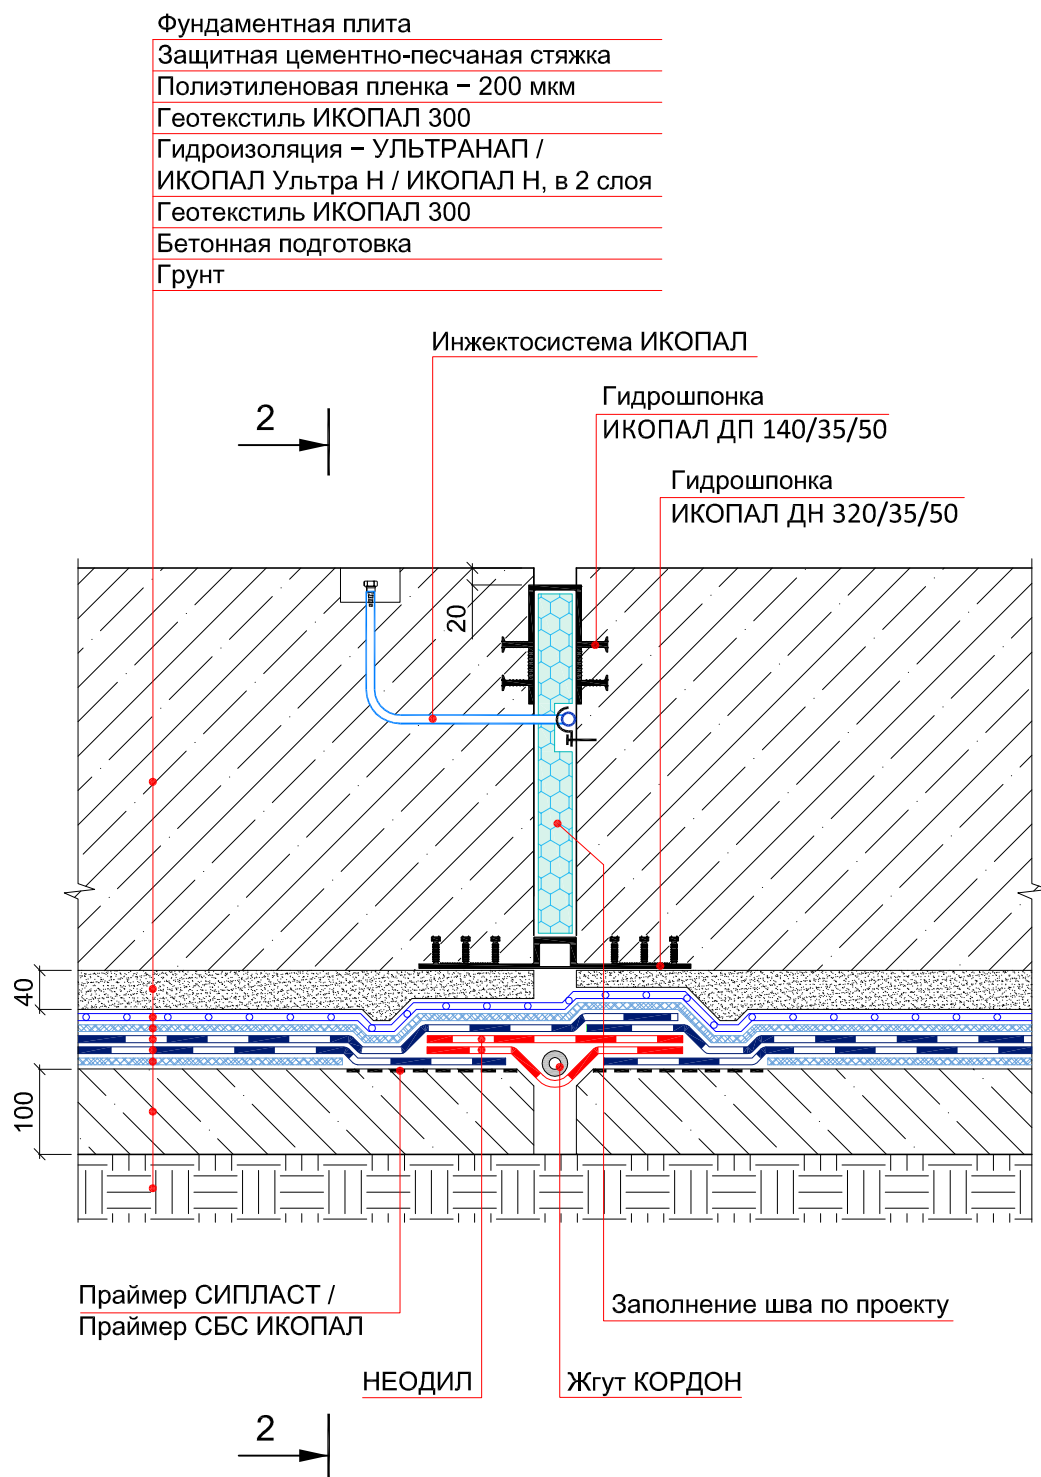 Фундаментная плита
Защитная цементно-песчаная стяжка
Полиэтиленовая пленка – 200 мкм
Геотекстиль ИКОПАЛ 300
Гидроизоляция – УЛЬТРАНАП /
ИКОПАЛ Ультра Н / ИКОПАЛ Н, в 2 слоя
Геотекстиль ИКОПАЛ 300
Бетонная подготовка
Грунт
Инжектосистема ИКОПАЛ
Гидрошпонка
ИКОПАЛ ДП 140/35/50
2
Гидрошпонка
ИКОПАЛ ДН 320/35/50
20
40
100
Праймер СИПЛАСТ /
Праймер СБС ИКОПАЛ
Заполнение шва по проекту
НЕОДИЛ
Жгут КОРДОН
2